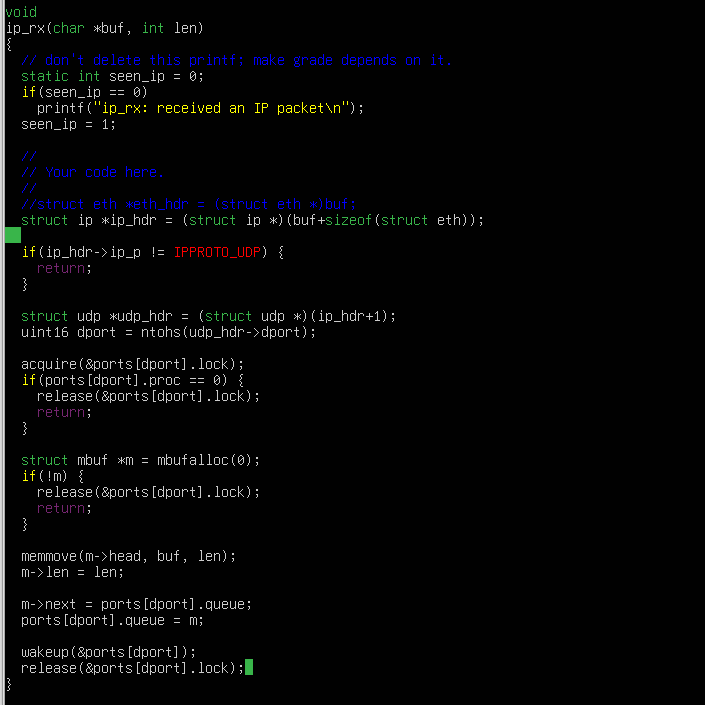 void
ip_rx(char *buf, int len)
{
  // don't delete this printf; make grade depends on it.
  static int seen_ip = 0;
  if(seen_ip == 0)
    printf("ip_rx: received an IP packet\n");
  seen_ip = 1;

  //
  // Your code here.
  //
  //struct eth *eth_hdr = (struct eth *)buf;
  struct ip *ip_hdr = (struct ip *)(buf+sizeof(struct eth));

  if(ip_hdr->ip_p != IPPROTO_UDP) {
    return;
  }

  struct udp *udp_hdr = (struct udp *)(ip_hdr+1);
  uint16 dport = ntohs(udp_hdr->dport);

  acquire(&ports[dport].lock);
  if(ports[dport].proc == 0) {
    release(&ports[dport].lock);
    return;
  }

  struct mbuf *m = mbufalloc(0);
  if(!m) {
    release(&ports[dport].lock);
    return;
  }

  memmove(m->head, buf, len);
  m->len = len;

  m->next = ports[dport].queue;
  ports[dport].queue = m;

  wakeup(&ports[dport]);
  release(&ports[dport].lock);
}